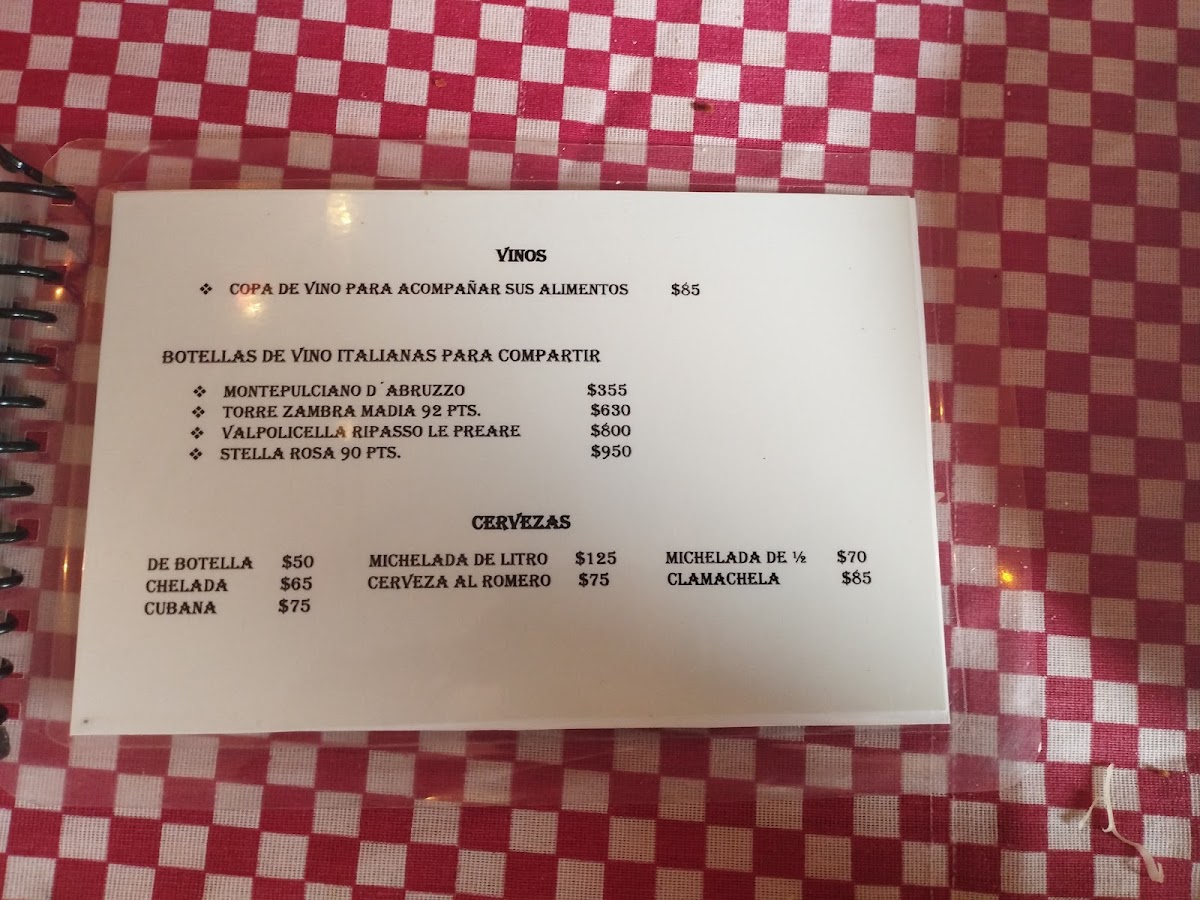 VINOS
❖ COPA DE VINO PARA ACOMPAÑAR SUS ALIMENTOS $85
BOTELLAS DE VINO ITALIANAS PARA COMPARTIR
❖ MONTEPULCIANO D´ABRUZZO $355
❖ TORRE ZAMBRA MADIA 92 PTS. $630
❖ VALPOLICELLA RIPASSO LE PREARE $800
❖ STELLA ROSA 90 PTS. $950
CERVEZAS
DE BOTELLA $50 MICHELADA DE LITRO $125 MICHELADA DE ½ $70
CHELADA $65 CERVEZA AL ROMERO $75 CLAMACHELA $85
CUBANA $75